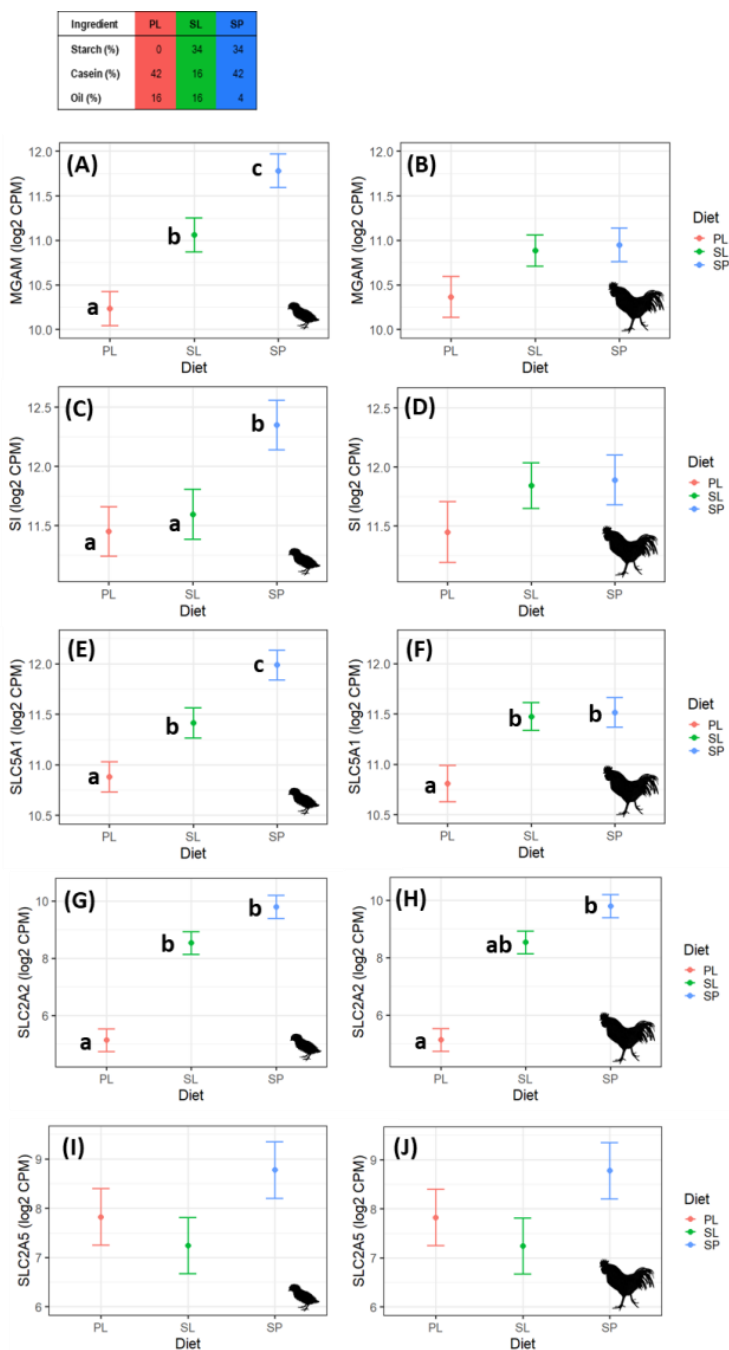 Ingredient PL SL SP
Starch (%) 0 34 34
Casein (%) 42 16 42
Oil (%) 16 16 4
(A)
MGAM (log2 CPM)
12.0
11.5
11.0
10.5
10.0
a
b
c
PL SL SP
Diet
(B)
MGAM (log2 CPM)
12.0
11.5
11.0
10.5
10.0
PL SL SP
Diet
Diet
PL
SL
SP
(C)
SI (log2 CPM)
12.5
12.0
11.5
a
a
b
PL SL SP
Diet
(D)
SI (log2 CPM)
12.5
12.0
11.5
PL SL SP
Diet
Diet
PL
SL
SP
(E)
SLC5A1 (log2 CPM)
12.0
11.5
11.0
10.5
a
b
c
PL SL SP
Diet
(F)
SLC5A1 (log2 CPM)
12.0
11.5
11.0
10.5
a
b
b
PL SL SP
Diet
Diet
PL
SL
SP
(G)
SLC2A2 (log2 CPM)
10
8
6
a
b
b
PL SL SP
Diet
(H)
SLC2A2 (log2 CPM)
10
8
6
a
ab
b
PL SL SP
Diet
Diet
PL
SL
SP
(I)
SLC2A5 (log2 CPM)
9
8
7
6
PL SL SP
Diet
(J)
SLC2A5 (log2 CPM)
9
8
7
6
PL SL SP
Diet
Diet
PL
SL
SP